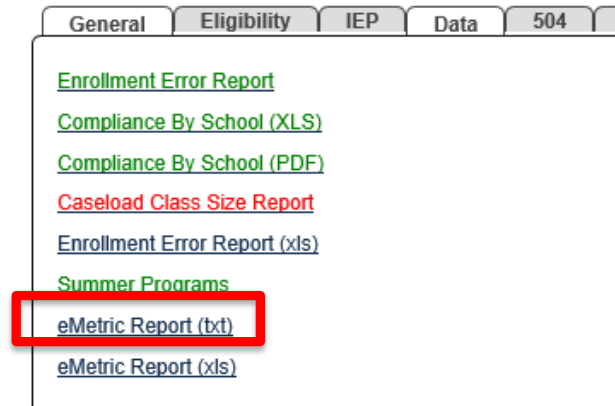 General Eligibility IEP Data 504
Enrollment Error Report
Compliance By School (XLS)
Compliance By School (PDF)
Caseload Class Size Report
Enrollment Error Report (xls)
Summer Programs
eMetric Report (txt)
eMetric Report (xls)